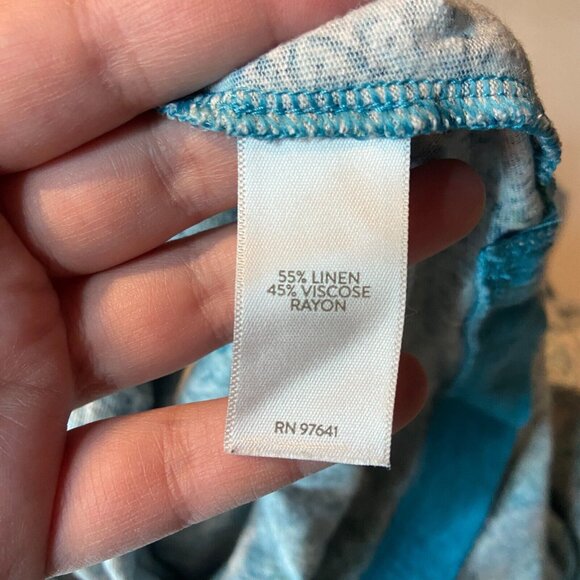 55% LINEN
45% VISCOSE
RAYON
RN 97641